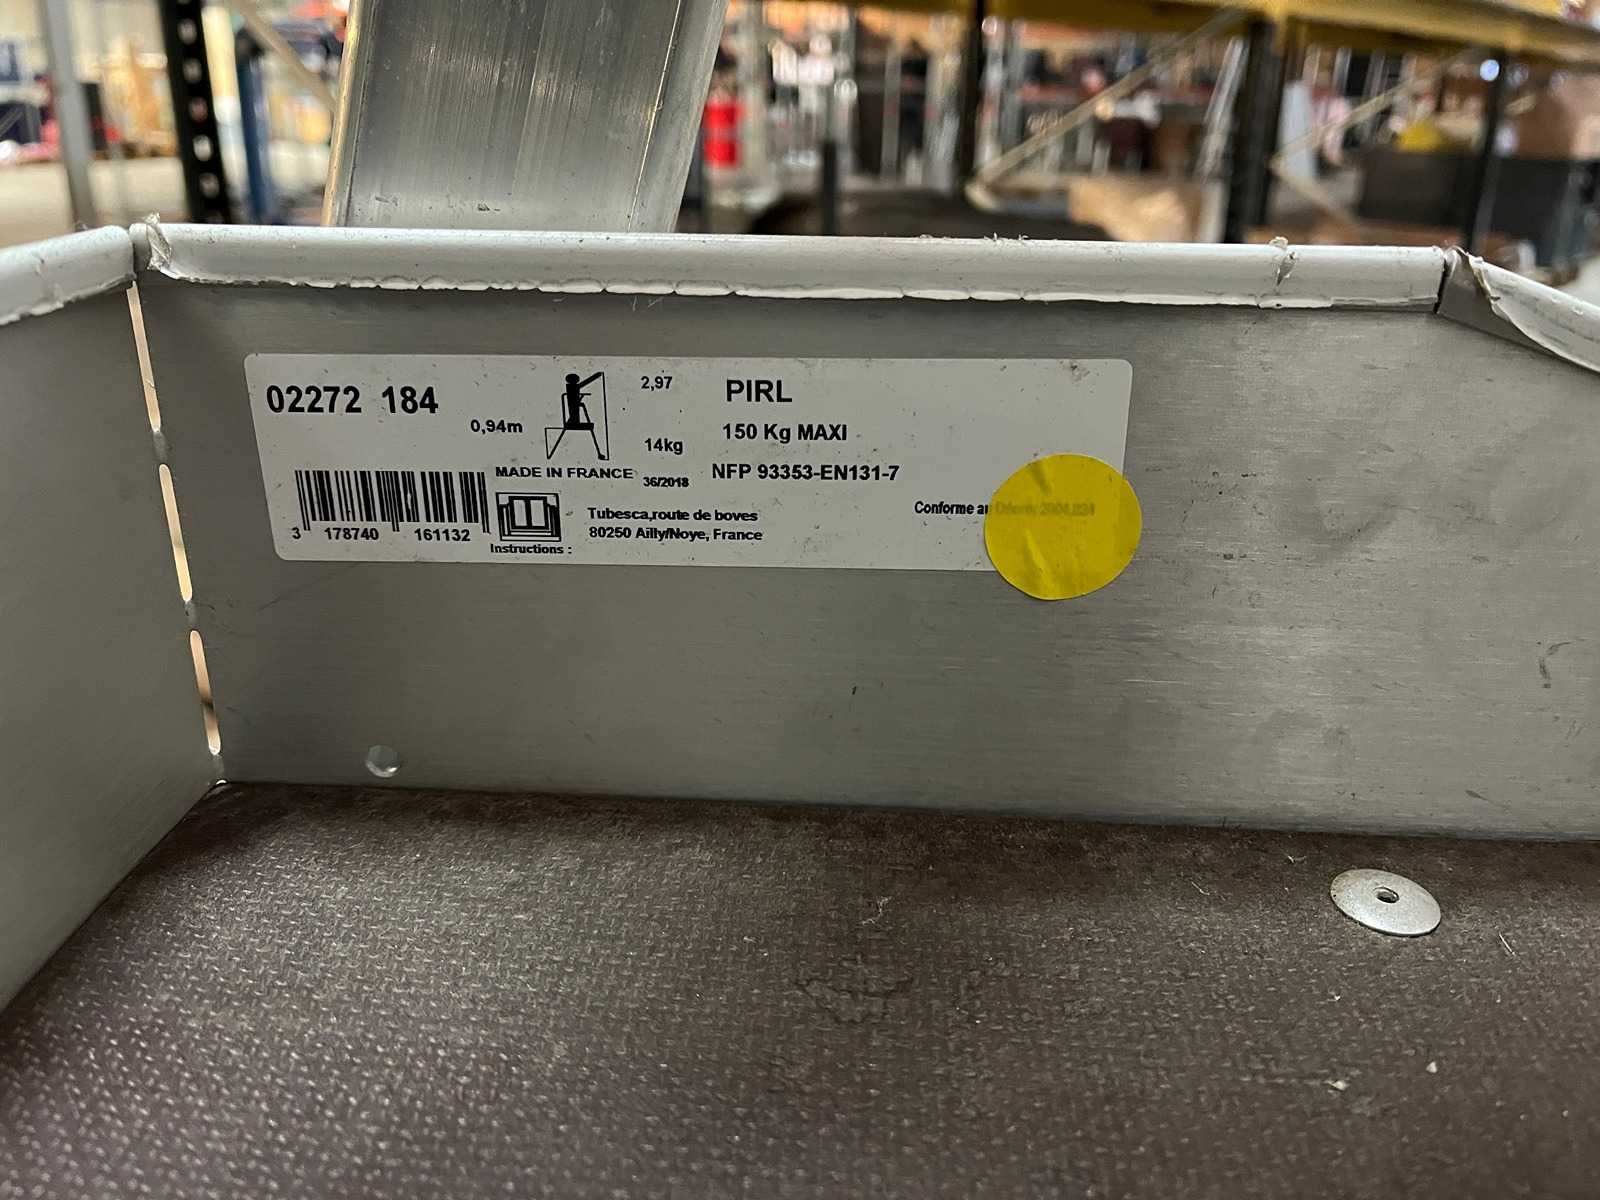 02272 184
0,94m
2,97
14kg
PIRL
150 Kg MAXI
MADE IN FRANCE
36/2018
NFP 93353-EN131-7
3 178740 161132
Instructions :
Tubesca,route de boves
80250 Ailly/Noye, France
Conforme au